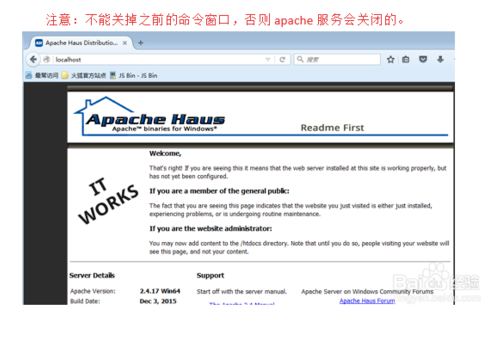 注意：不能关掉之前的命令窗口，否则 apache 服务会关闭的。
Apache Haus Distributio...
localhost
搜索
最常访问 火狐官方站点 JS Bin - JS Bin
Apache Haus
Apache™ binaries for Windows®
Readme First
IT WORKS
Welcome,
That's right! If you are seeing this it means that the web server installed at this site is working properly, but
has not yet been configured.
If you are a member of the general public:
The fact that you are seeing this page indicates that the website you just visited is either just installed,
experiencing problems, or is undergoing routine maintenance.
If you are the website administrator:
You may now add content to the /htdocs directory. Note that until you do so, people visiting your website will
see this page, and not your content.
Server Details Support
Apache Version: 2.4.17 Win64 Start off with the server manual. Apache Server on Windows Community Forums
Build Date: Dec 3, 2015 The Apache 2.4 Manual Apache Haus Forum
Baidu 经验
jingyan.baidu.com